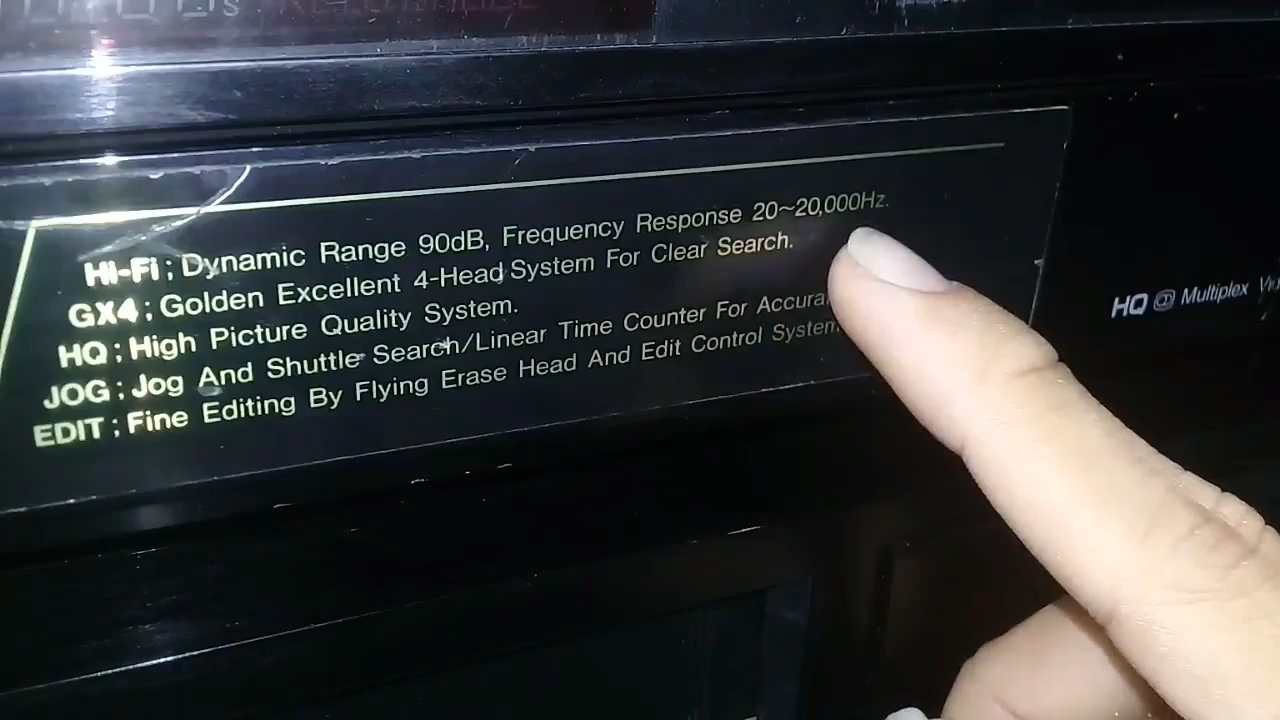 Hi-Fi ; Dynamic Range 90dB, Frequency Response 20~20,000Hz.
GX4 ; Golden Excellent 4-Head System For Clear Search.
HQ ; High Picture Quality System.
JOG ; Jog And Shuttle Search/Linear Time Counter For
EDIT ; Fine Editing By Flying Erase Head And Edit Control System.
HQ Multiplex